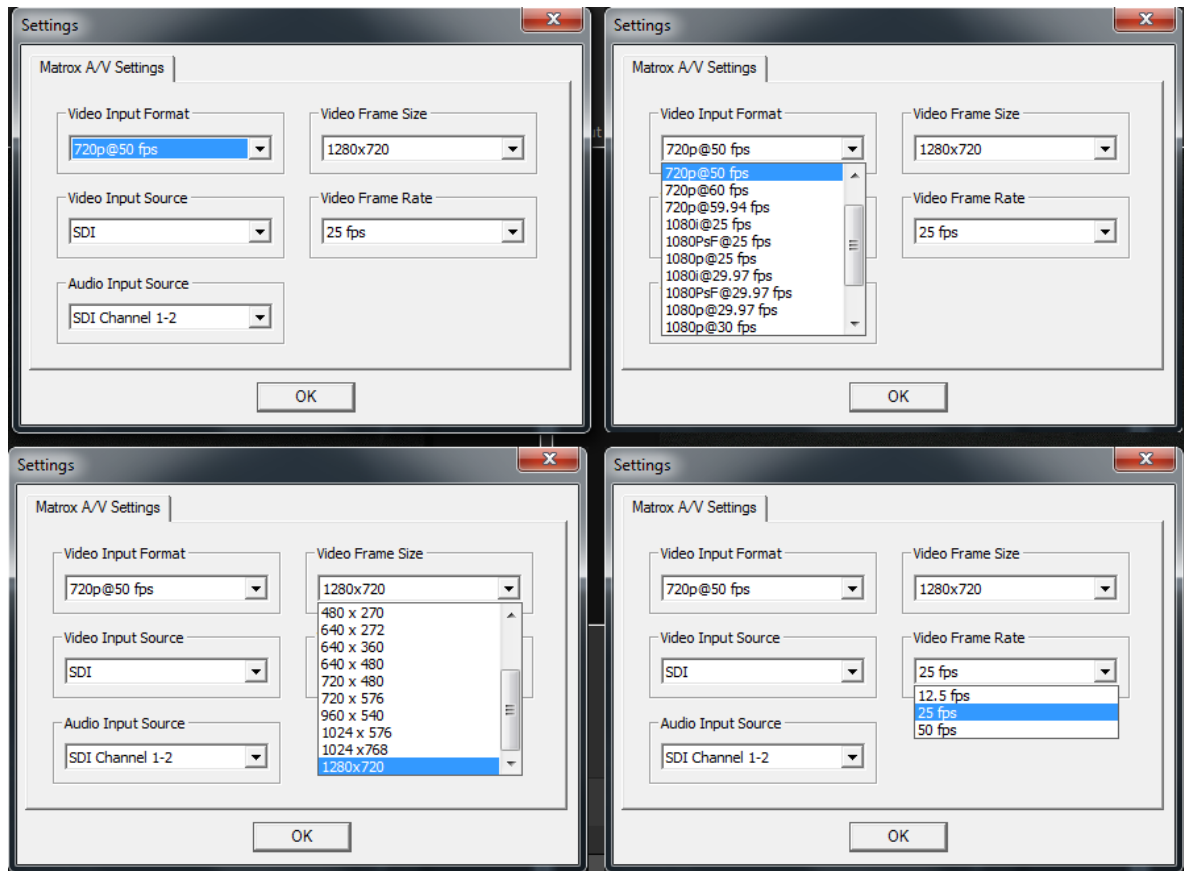 Settings
Matrox A/V Settings
Video Input Format
Video Frame Size
720p@50 fps
1280x720
Video Input Source
Video Frame Rate
SDI
25 fps
Audio Input Source
SDI Channel 1-2
OK
Settings
Matrox A/V Settings
Video Input Format
Video Frame Size
720p@50 fps
1280x720
720p@50 fps
720p@60 fps
720p@59.94 fps
1080i@25 fps
1080PsF@25 fps
1080p@25 fps
1080i@29.97 fps
1080PsF@29.97 fps
1080p@29.97 fps
1080p@30 fps
Video Frame Rate
25 fps
OK
Settings
Matrox A/V Settings
Video Input Format
Video Frame Size
720p@50 fps
1280x720
480 x 270
640 x 272
640 x 360
640 x 480
720 x 480
720 x 576
960 x 540
1024 x 576
1024 x768
1280x720
Video Input Source
SDI
Audio Input Source
SDI Channel 1-2
OK
Settings
Matrox A/V Settings
Video Input Format
Video Frame Size
720p@50 fps
1280x720
Video Input Source
Video Frame Rate
SDI
25 fps
12.5 fps
25 fps
50 fps
Audio Input Source
SDI Channel 1-2
OK